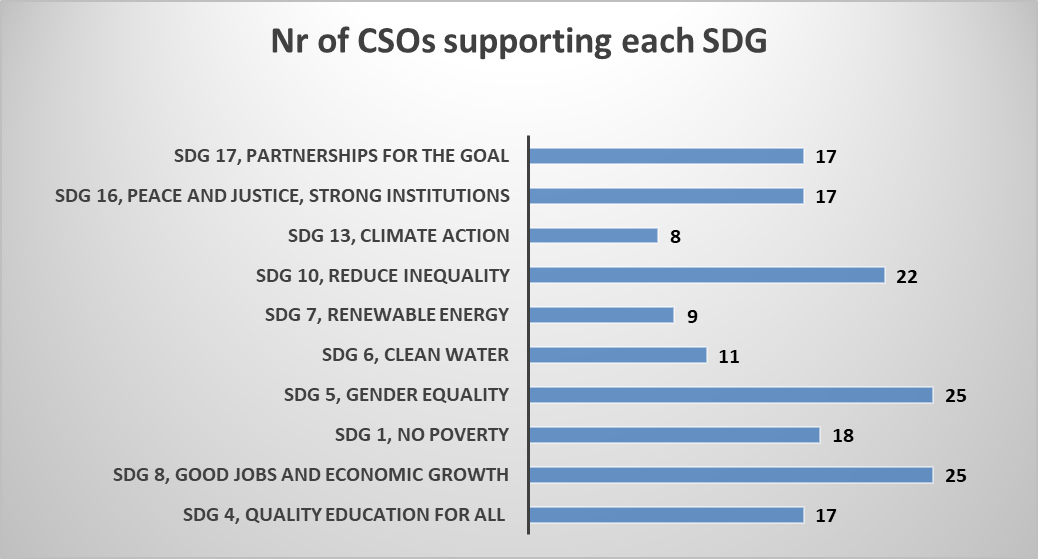 Nr of CSOs supporting each SDG
SDG 17, PARTNERSHIPS FOR THE GOAL 17
SDG 16, PEACE AND JUSTICE, STRONG INSTITUTIONS 17
SDG 13, CLIMATE ACTION 8
SDG 10, REDUCE INEQUALITY 22
SDG 7, RENEWABLE ENERGY 9
SDG 6, CLEAN WATER 11
SDG 5, GENDER EQUALITY 25
SDG 1, NO POVERTY 18
SDG 8, GOOD JOBS AND ECONOMIC GROWTH 25
SDG 4, QUALITY EDUCATION FOR ALL 17